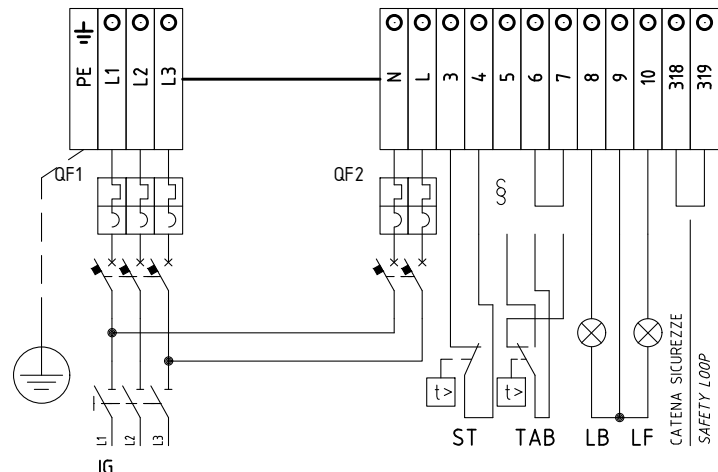 PE L1 L2 L3 N L 3 4 5 6 7 8 9 10 318 319
QF1
QF2
§
t>
t>
CATENA SICUREZZE
SAFETY LOOP
L1 L2 L3
ST TAB LB LF
IG